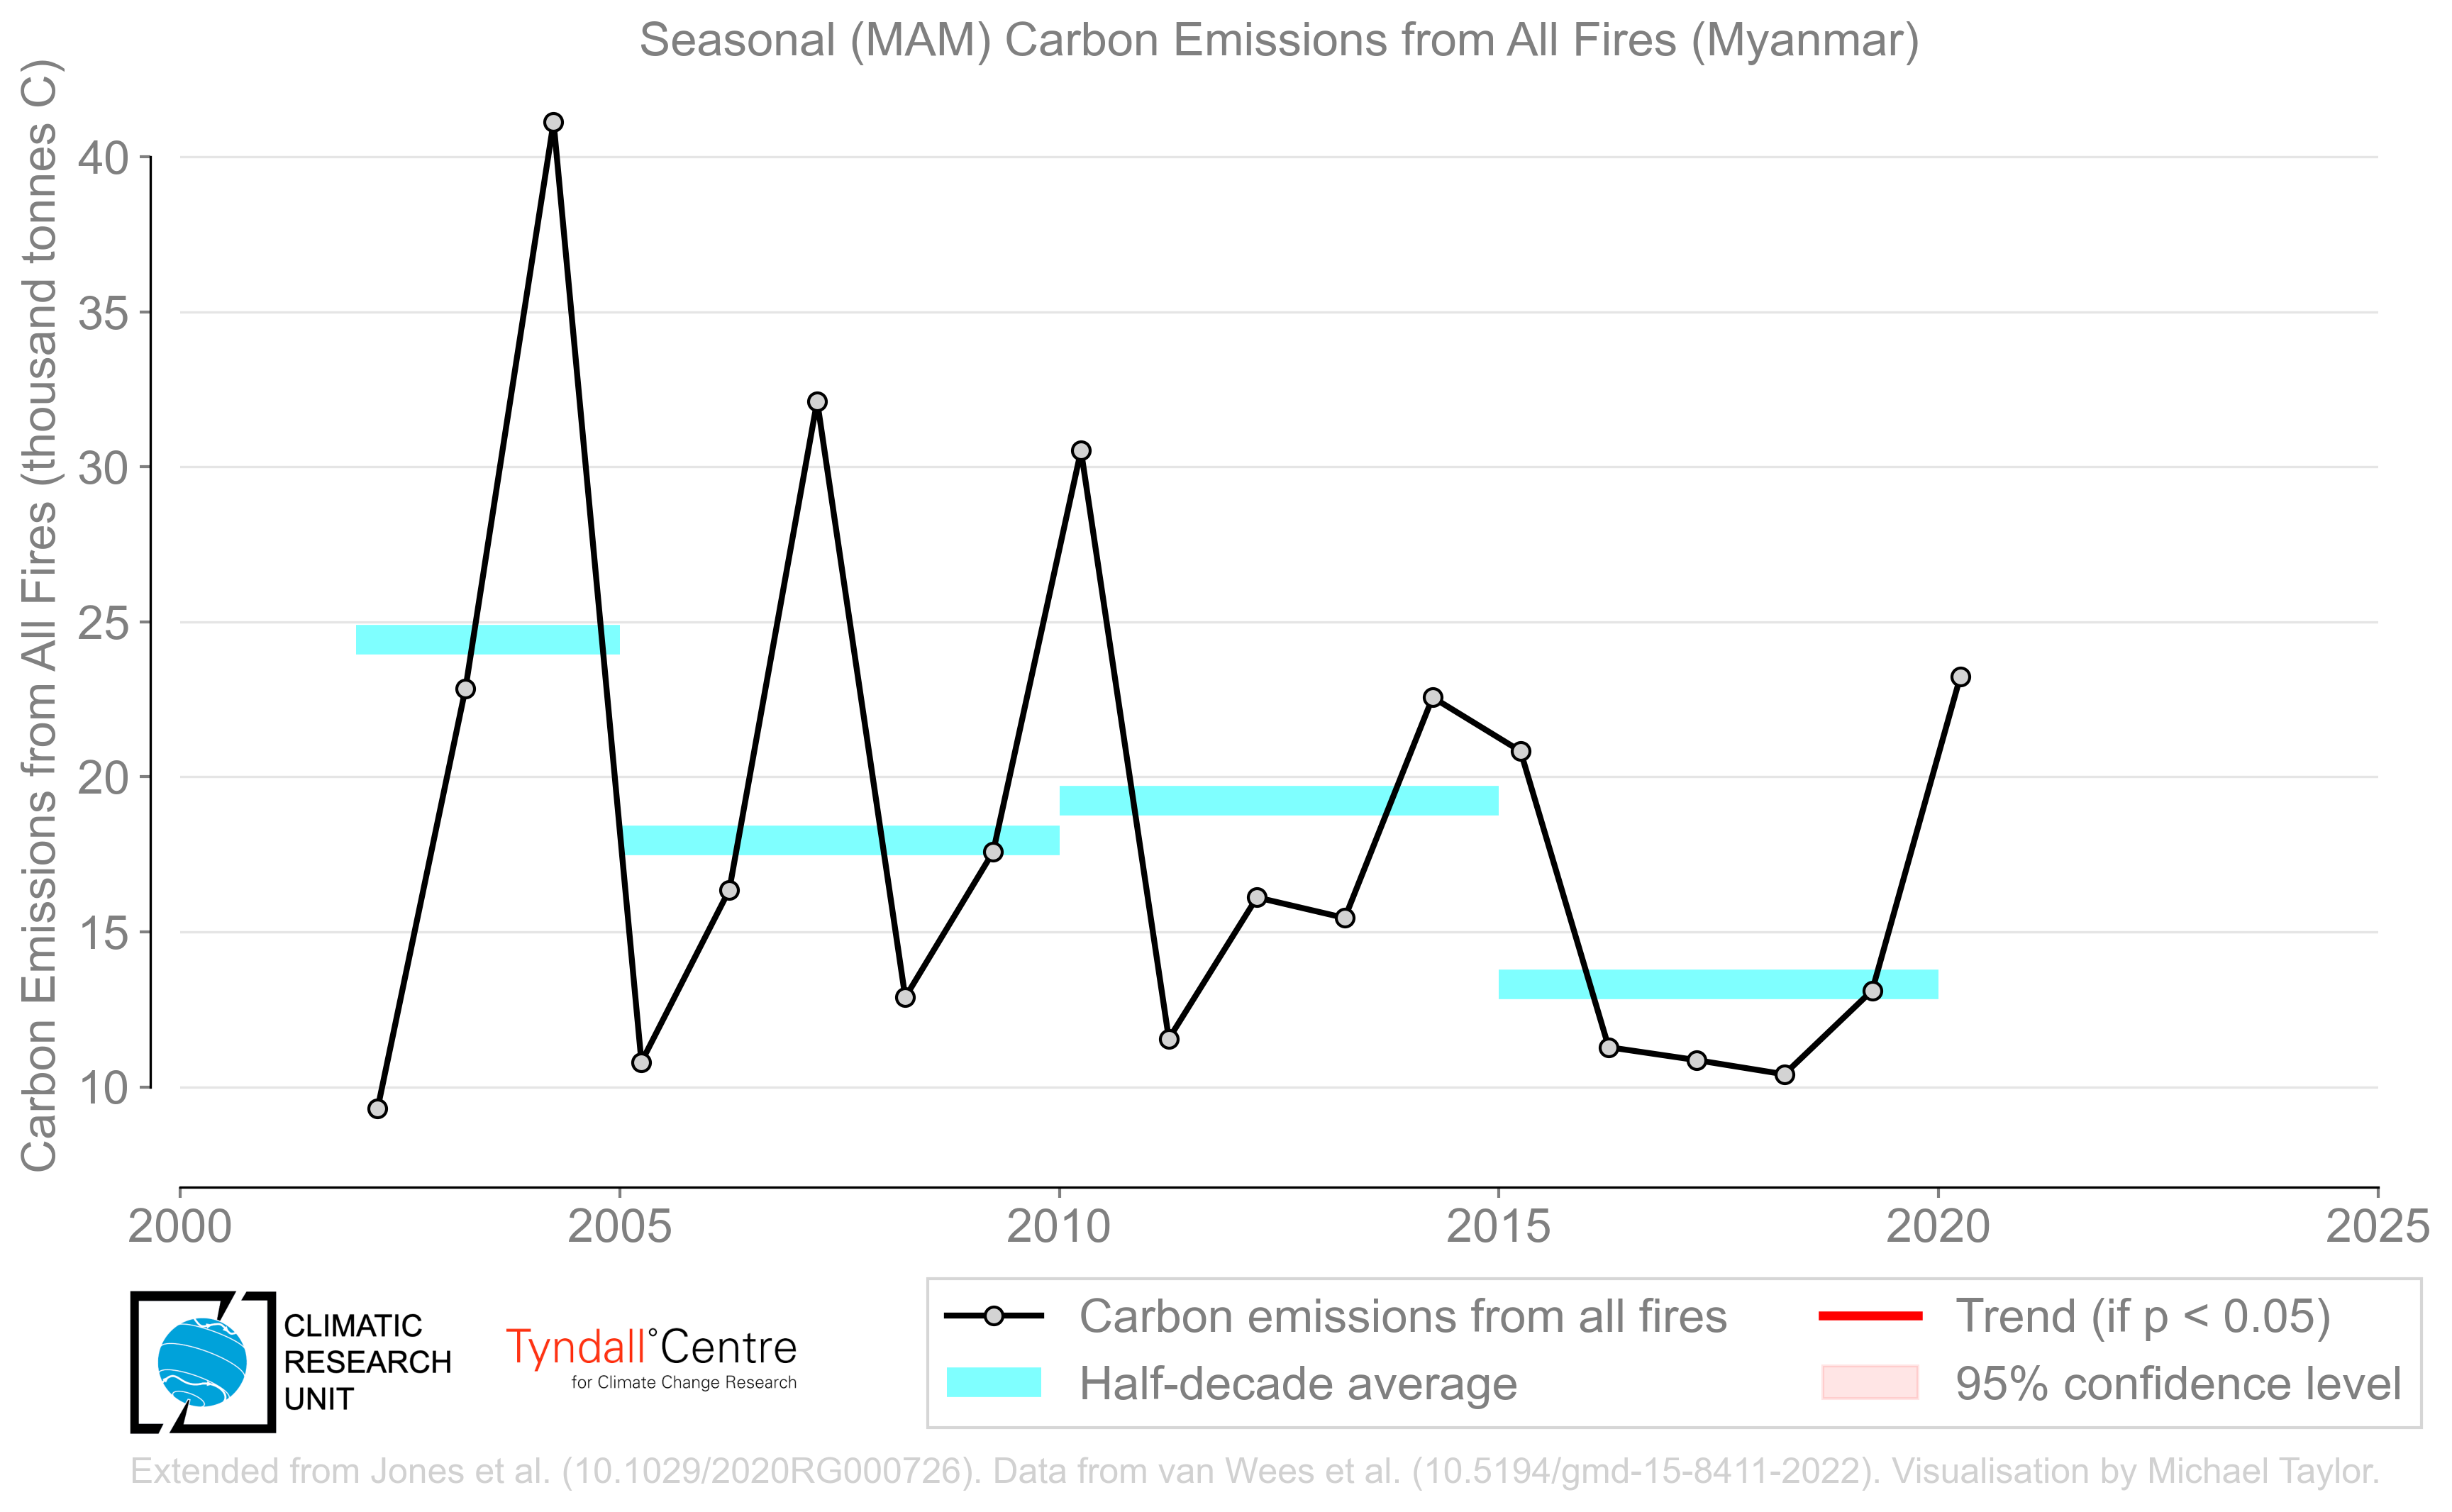 Seasonal (MAM) Carbon Emissions from All Fires (Myanmar)
Carbon Emissions from All Fires (thousand tonnes C)
40
35
30
25
20
15
10
2000 2005 2010 2015 2020 2025
CLIMATIC
RESEARCH
UNIT
Tyndall°Centre
for Climate Change Research
Carbon emissions from all fires
Half-decade average
Trend (if p < 0.05)
95% confidence level
Extended from Jones et al. (10.1029/2020RG000726). Data from van Wees et al. (10.5194/gmd-15-8411-2022). Visualisation by Michael Taylor.